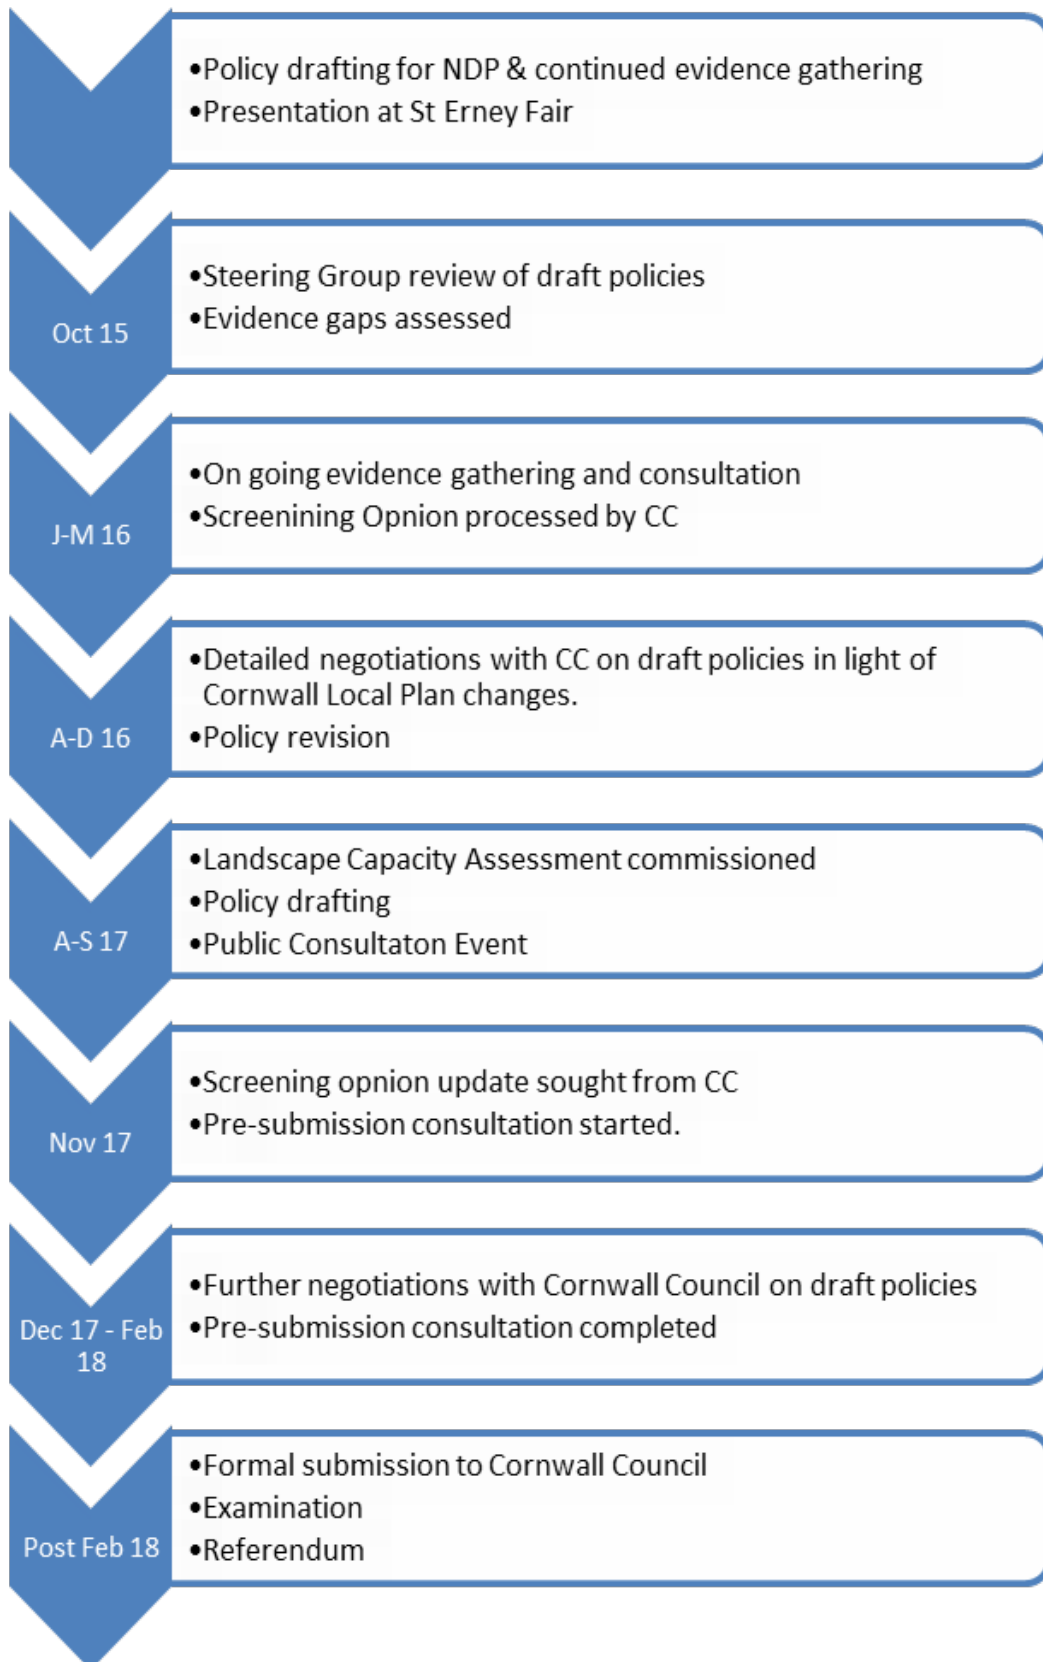 •Policy drafting for NDP & continued evidence gathering
•Presentation at St Erney Fair
Oct 15
•Steering Group review of draft policies
•Evidence gaps assessed
J-M 16
•On going evidence gathering and consultation
•Screenining Opnion processed by CC
A-D 16
•Detailed negotiations with CC on draft policies in light of
Cornwall Local Plan changes.
•Policy revision
A-S 17
•Landscape Capacity Assessment commissioned
•Policy drafting
•Public Consultaton Event
Nov 17
•Screening opnion update sought from CC
•Pre-submission consultation started.
Dec 17 - Feb
18
•Further negotiations with Cornwall Council on draft policies
•Pre-submission consultation completed
Post Feb 18
•Formal submission to Cornwall Council
•Examination
•Referendum